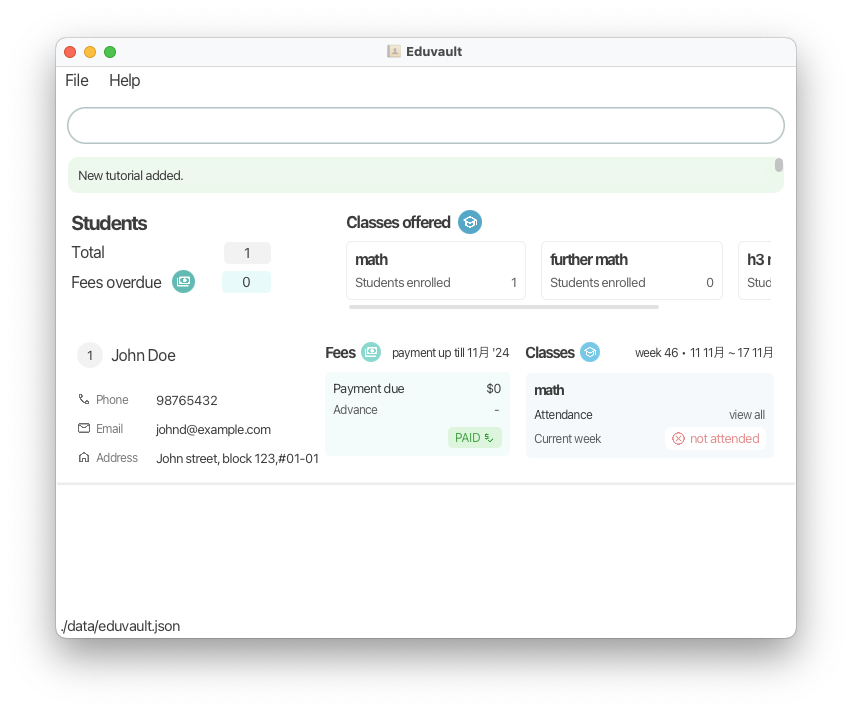 Eduvault
File Help
New tutorial added.
Students
Total 1
Fees overdue 0
Classes offered
math
Students enrolled 1
further math
Students enrolled 0
h3
1 John Doe
Phone 98765432
Email johnd@example.com
Address John street, block 123,#01-01
Fees payment up till 11月 '24
Payment due $0
Advance -
PAID
Classes week 46 • 11 11月 ~ 17 11月
math
Attendance view all
Current week not attended
./data/eduvault.json